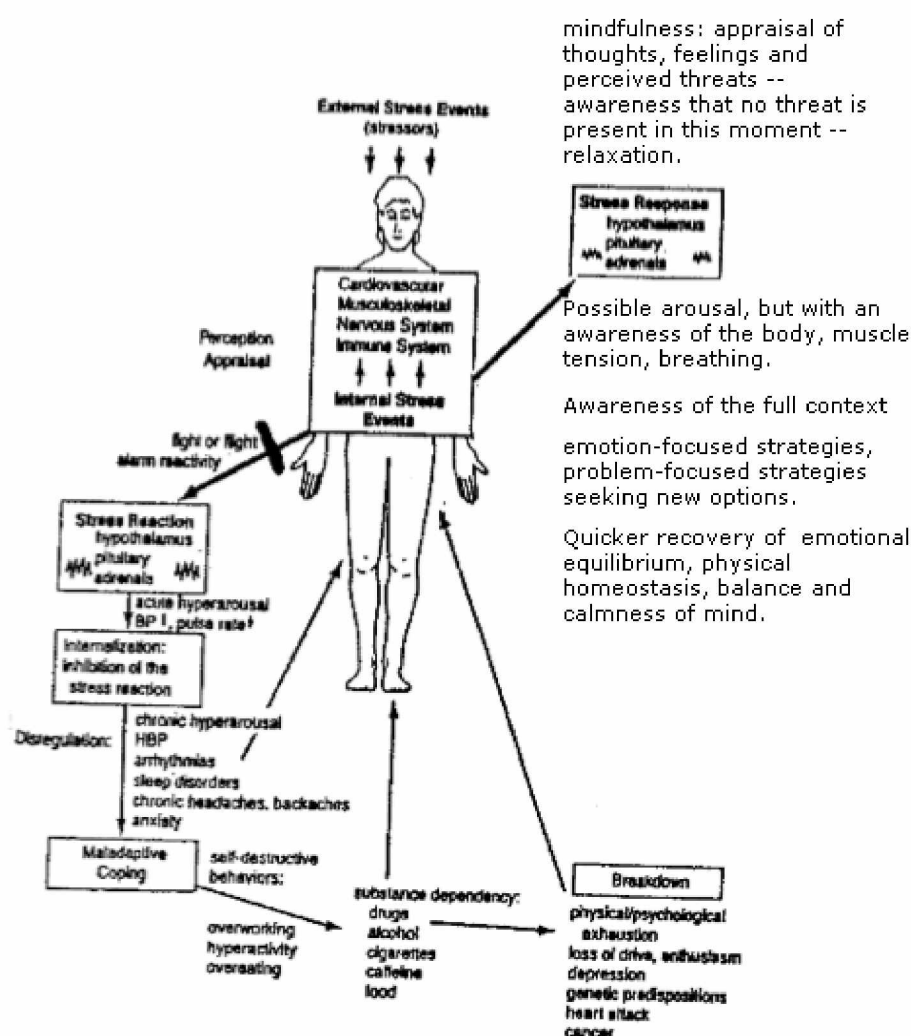 mindfulness: appraisal of
thoughts, feelings and
perceived threats --
awareness that no threat is
present in this moment --
relaxation.
External Stress Events
(stressors)
Stress Response
hypothalamus
pituitary
adrenals
Cardiovascular
Musculoskeletal
Nervous System
Immune System
Internal Stress
Events
Perception
Appraisal
Possible arousal, but with an
awareness of the body, muscle
tension, breathing.
Awareness of the full context
emotion-focused strategies,
problem-focused strategies
seeking new options.
Quicker recovery of emotional
equilibrium, physical
homeostasis, balance and
calmness of mind.
fight or flight
alarm reactivity
Stress Reaction
hypothalamus
pituitary
adrenals
acute hyperarousal
BP ↑, pulse rate↑
Internalization:
inhibition of the
stress reaction
Disregulation:
chronic hyperarousal
HBP
arrhythmias
sleep disorders
chronic headaches, backaches
anxiety
Maladaptive
Coping
self-destructive
behaviors:
overworking
hyperactivity
overeating
substance dependency:
drugs
alcohol
cigarettes
caffeine
food
Breakdown
physical/psychological
exhaustion
loss of drive, enthusiasm
depression
genetic predispositions
heart attack
cancer